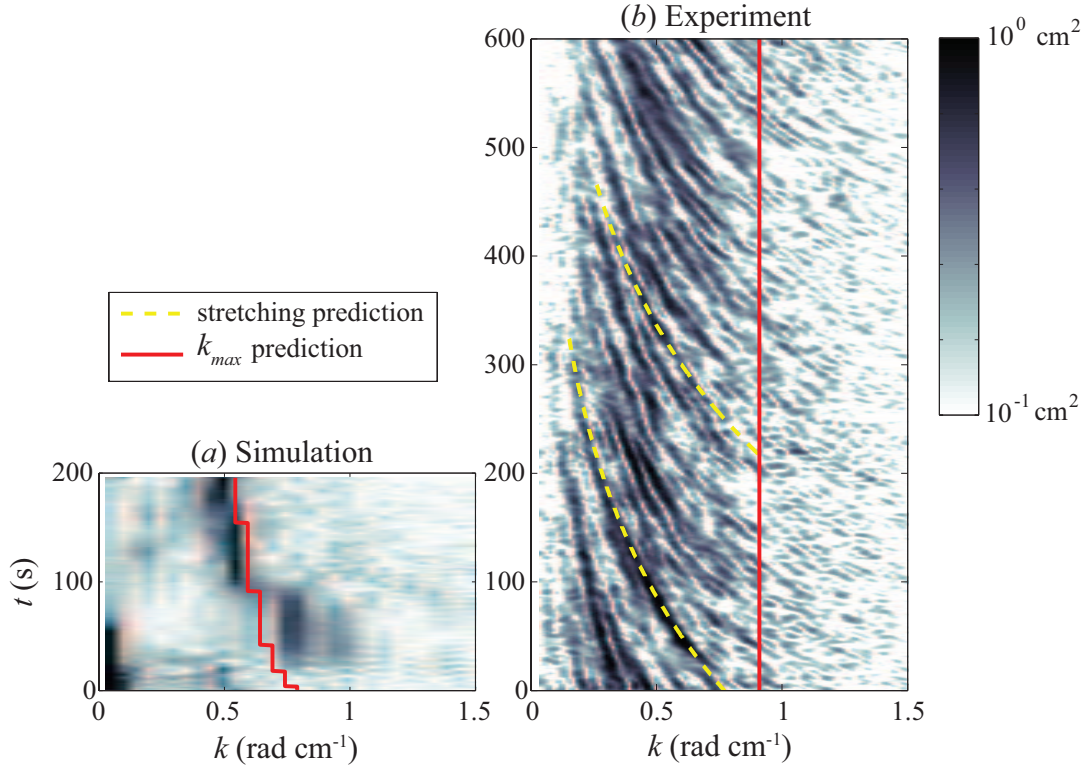 (b) Experiment
600
500
400
300
200
100
0
0
0.5
1
1.5
k (rad cm⁻¹)
10⁰ cm²
10⁻¹ cm²
stretching prediction
k_max prediction
(a) Simulation
200
100
0
t (s)
0
0.5
1
1.5
k (rad cm⁻¹)